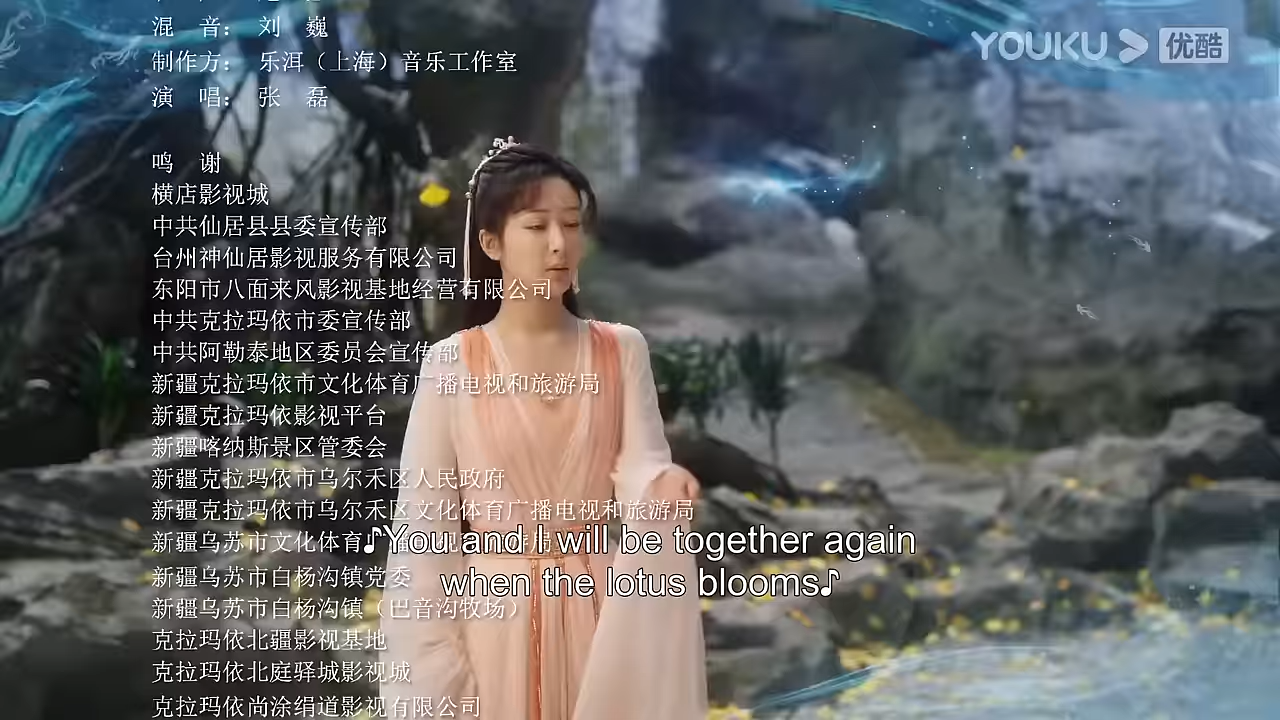 YOUKU 优酷
混 音： 刘 巍
制作方： 乐洱（上海）音乐工作室
演 唱： 张 磊
鸣 谢
横店影视城
中共仙居县县委宣传部
台州神仙居影视服务有限公司
东阳市八面来风影视基地经营有限公司
中共克拉玛依市委宣传部
中共阿勒泰地区委员会宣传部
新疆克拉玛依市文化体育广播电视和旅游局
新疆克拉玛依影视平台
新疆喀纳斯景区管委会
新疆克拉玛依市乌尔禾区人民政府
新疆克拉玛依市乌尔禾区文化体育广播电视和旅游局
新疆乌苏市文化体育
♪You and I will be together again
when the lotus blooms♪
新疆乌苏市白杨沟镇党委
新疆乌苏市白杨沟镇（巴音沟牧场）
克拉玛依北疆影视基地
克拉玛依北庭驿城影视城
克拉玛依尚涂绢道影视有限公司